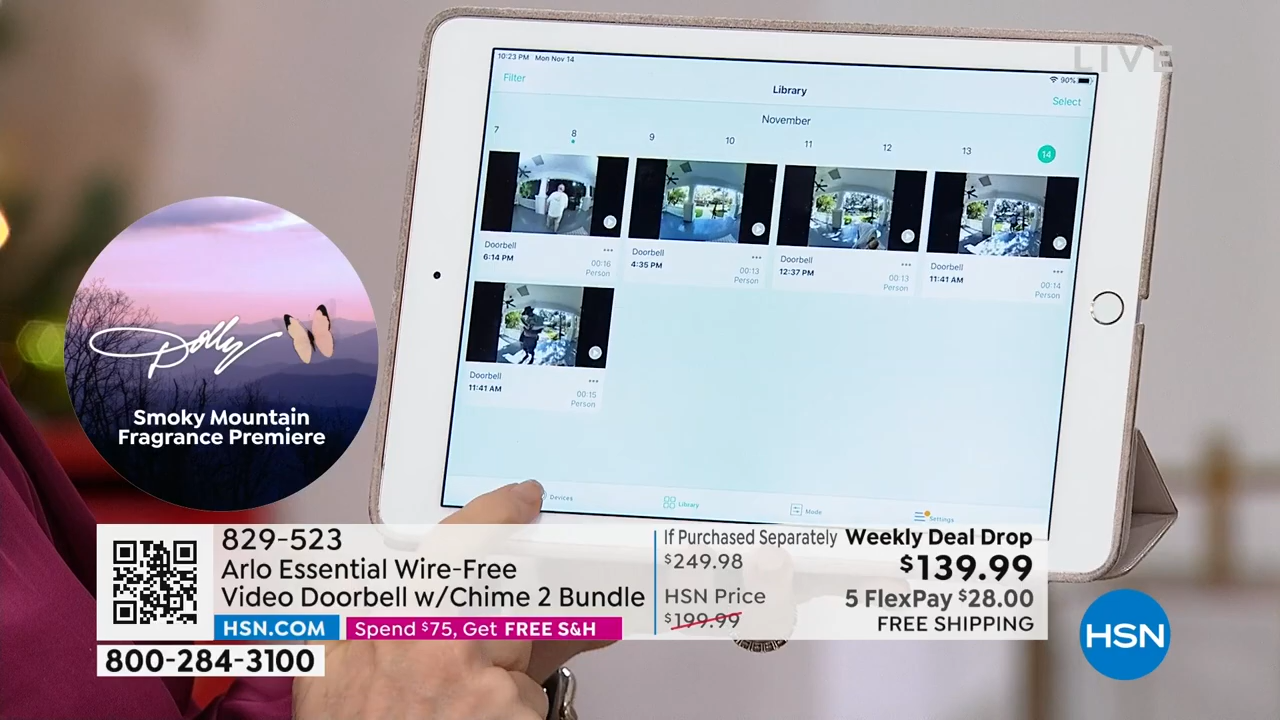 LIVE
10:23 PM Mon Nov 14
90%
Filter
Library
Select
November
7 8 9 10 11 12 13 14
Doorbell
6:14 PM
00:16
Person
Doorbell
4:35 PM
00:13
Person
Doorbell
12:37 PM
00:13
Person
Doorbell
11:41 AM
00:14
Person
Doorbell
11:41 AM
00:15
Person
Devices
Library
Mode
Settings
Dolly
Smoky Mountain
Fragrance Premiere
829-523
Arlo Essential Wire-Free
Video Doorbell w/Chime 2 Bundle
HSN.COM
Spend $75, Get FREE S&H
800-284-3100
If Purchased Separately
$249.98
HSN Price
$199.99
Weekly Deal Drop
$139.99
5 FlexPay $28.00
FREE SHIPPING
HSN